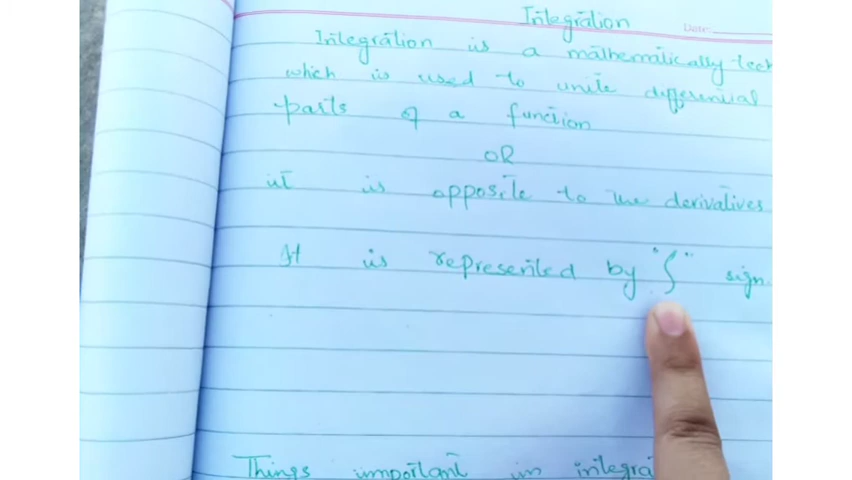 Integration
Date:
Integration is a mathematically tech
which is used to unite differential
parts of a function
OR
it is opposite to the derivatives
It is represented by "∫" sign.
Things important in integra